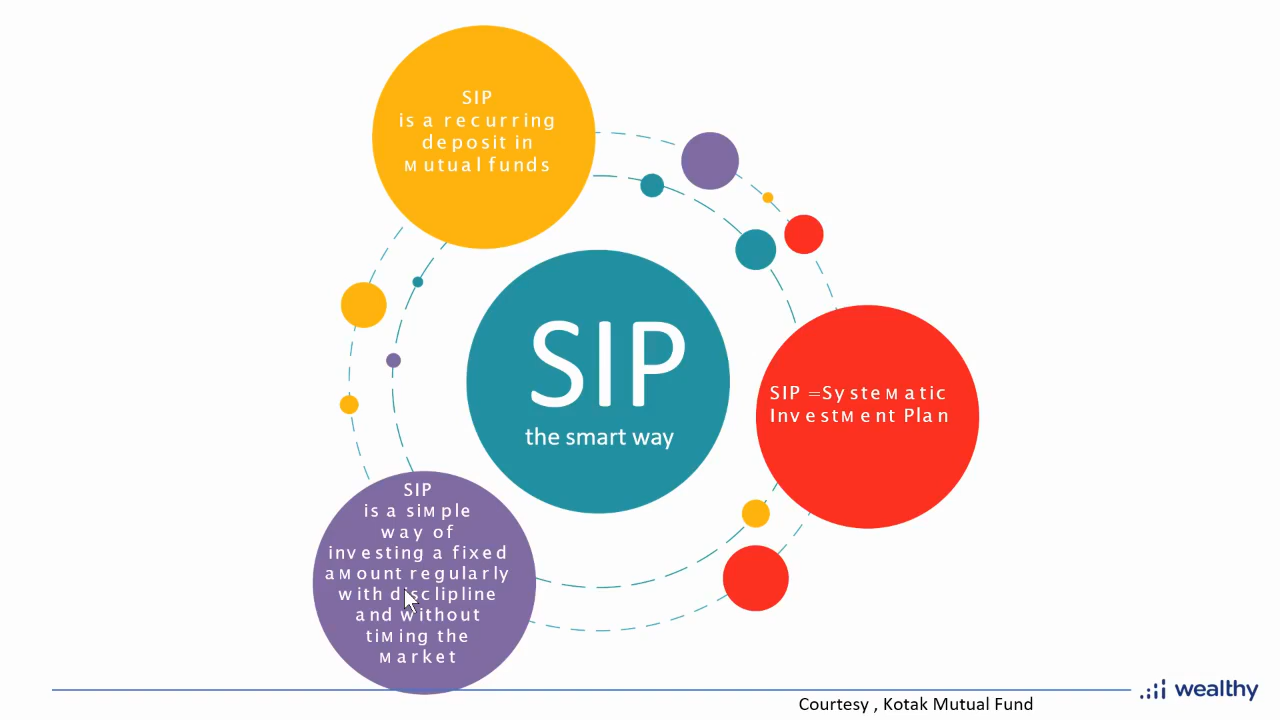 SIP
is a recurring
deposit in
mutual funds
SIP
the smart way
SIP =Systematic
Investment Plan
SIP
is a simple
way of
investing a fixed
amount regularly
with disclipline
and without
timing the
market
wealthy
Courtesy , Kotak Mutual Fund